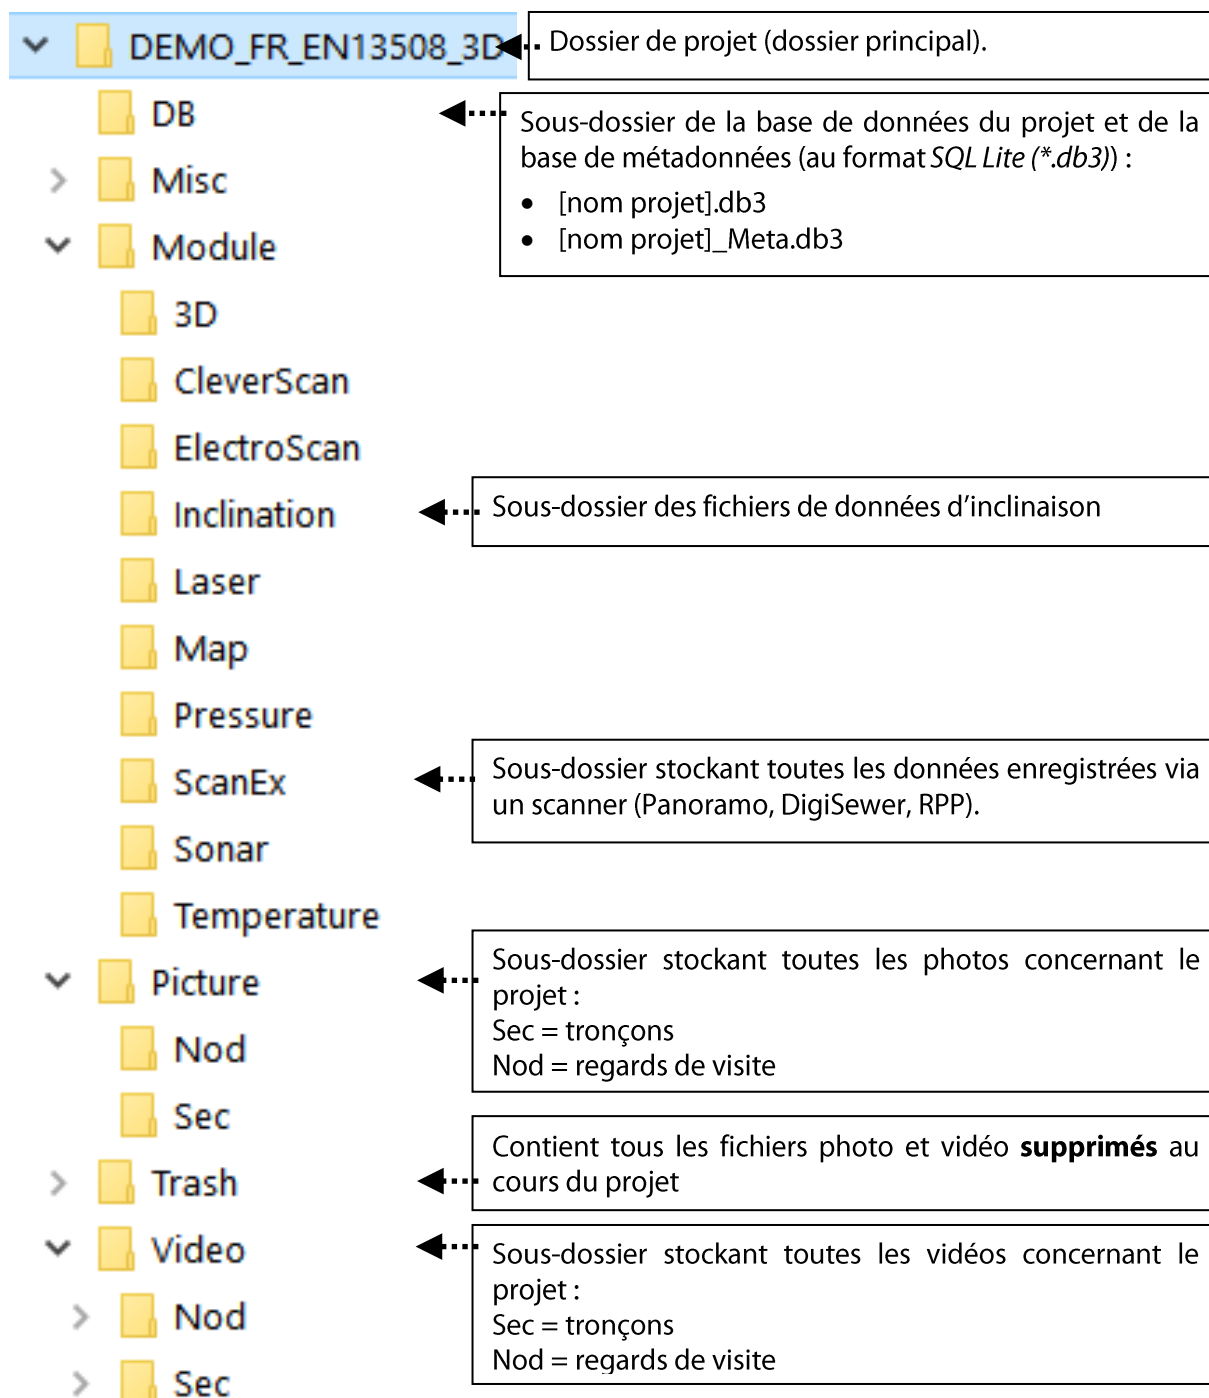 DEMO_FR_EN13508_3D
Dossier de projet (dossier principal).
DB
Sous-dossier de la base de données du projet et de la
base de métadonnées (au format SQL Lite (*.db3)) :
• [nom projet].db3
• [nom projet]_Meta.db3
Misc
Module
3D
CleverScan
ElectroScan
Inclination
Sous-dossier des fichiers de données d’inclinaison
Laser
Map
Pressure
ScanEx
Sous-dossier stockant toutes les données enregistrées via
un scanner (Panoramo, DigiSewer, RPP).
Sonar
Temperature
Picture
Sous-dossier stockant toutes les photos concernant le
projet :
Sec = tronçons
Nod = regards de visite
Nod
Sec
Trash
Contient tous les fichiers photo et vidéo supprimés au
cours du projet
Video
Sous-dossier stockant toutes les vidéos concernant le
projet :
Sec = tronçons
Nod = regards de visite
Nod
Sec